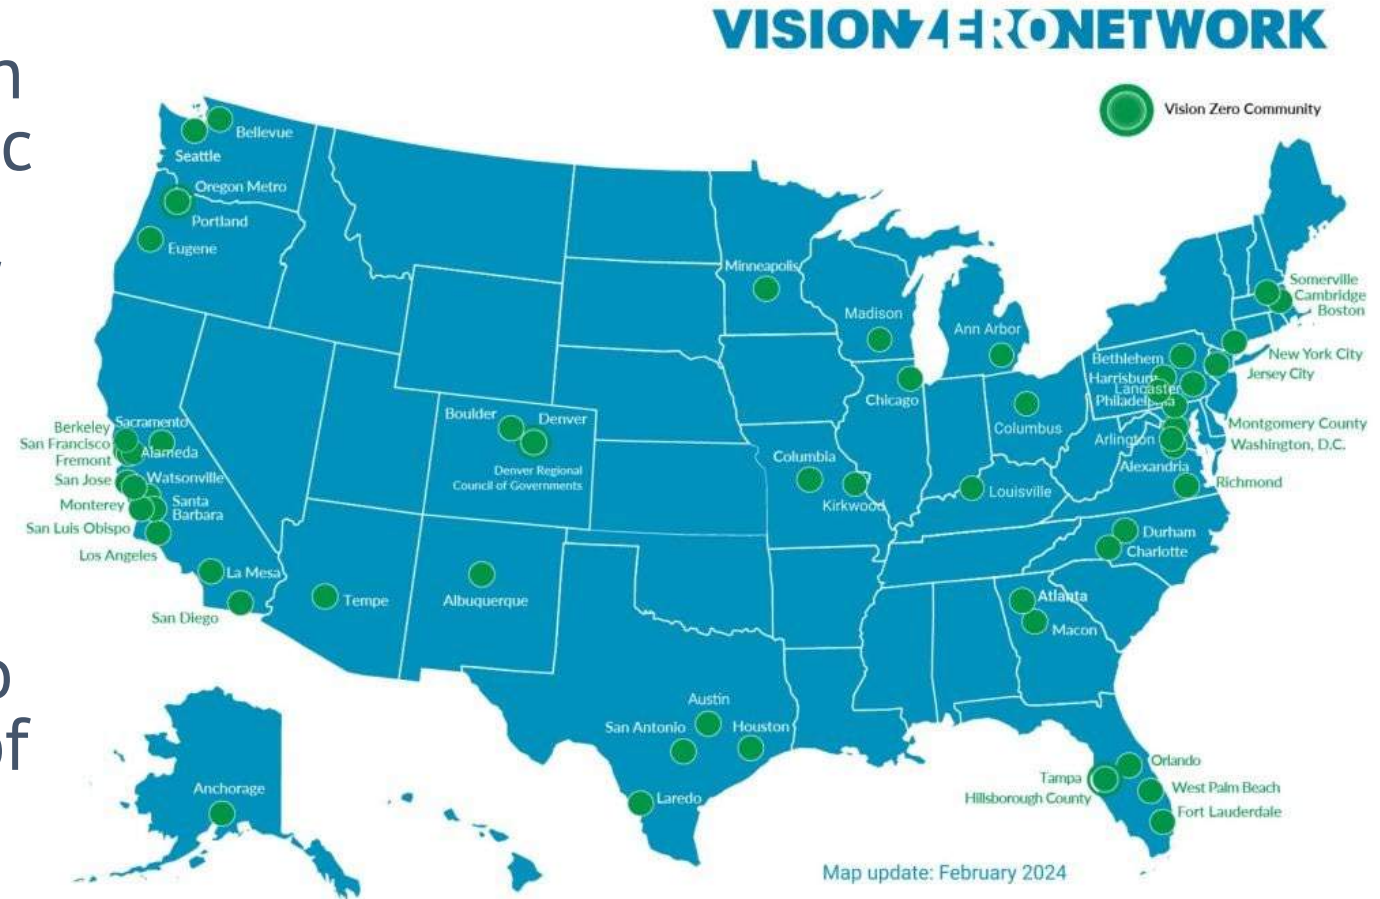 VISIONZERONETWORK
n
c
p
of
Vision Zero Community
Bellevue
Seattle
Oregon Metro
Portland
Eugene
Minneapolis
Madison
Ann Arbor
Somerville
Cambridge
Boston
New York City
Jersey City
Bethlehem
Harrisburg
Lancaster
Philadelphia
Chicago
Columbus
Montgomery County
Washington, D.C.
Arlington
Alexandria
Richmond
Boulder
Denver
Denver Regional
Council of Governments
Columbia
Kirkwood
Louisville
Berkeley
Sacramento
San Francisco
Alameda
Fremont
San Jose
Watsonville
Monterey
Santa
Barbara
San Luis Obispo
Los Angeles
La Mesa
San Diego
Tempe
Albuquerque
Durham
Charlotte
Atlanta
Macon
Austin
San Antonio
Houston
Laredo
Orlando
Tampa
West Palm Beach
Hillsborough County
Fort Lauderdale
Anchorage
Map update: February 2024